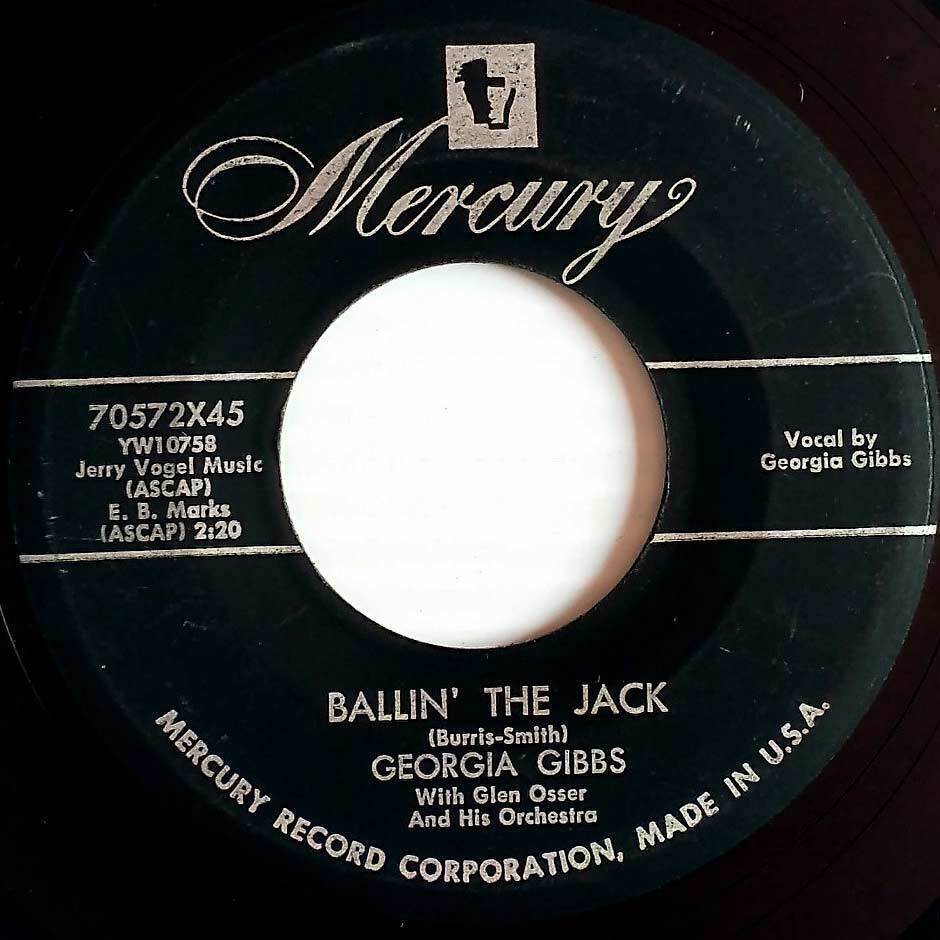 Mercury
70572X45
YW10758
Jerry Vogel Music
(ASCAP)
E. B. Marks
(ASCAP) 2:20
Vocal by
Georgia Gibbs
BALLIN' THE JACK
(Burris-Smith)
GEORGIA GIBBS
With Glen Osser
And His Orchestra
MERCURY RECORD CORPORATION, MADE IN U.S.A.